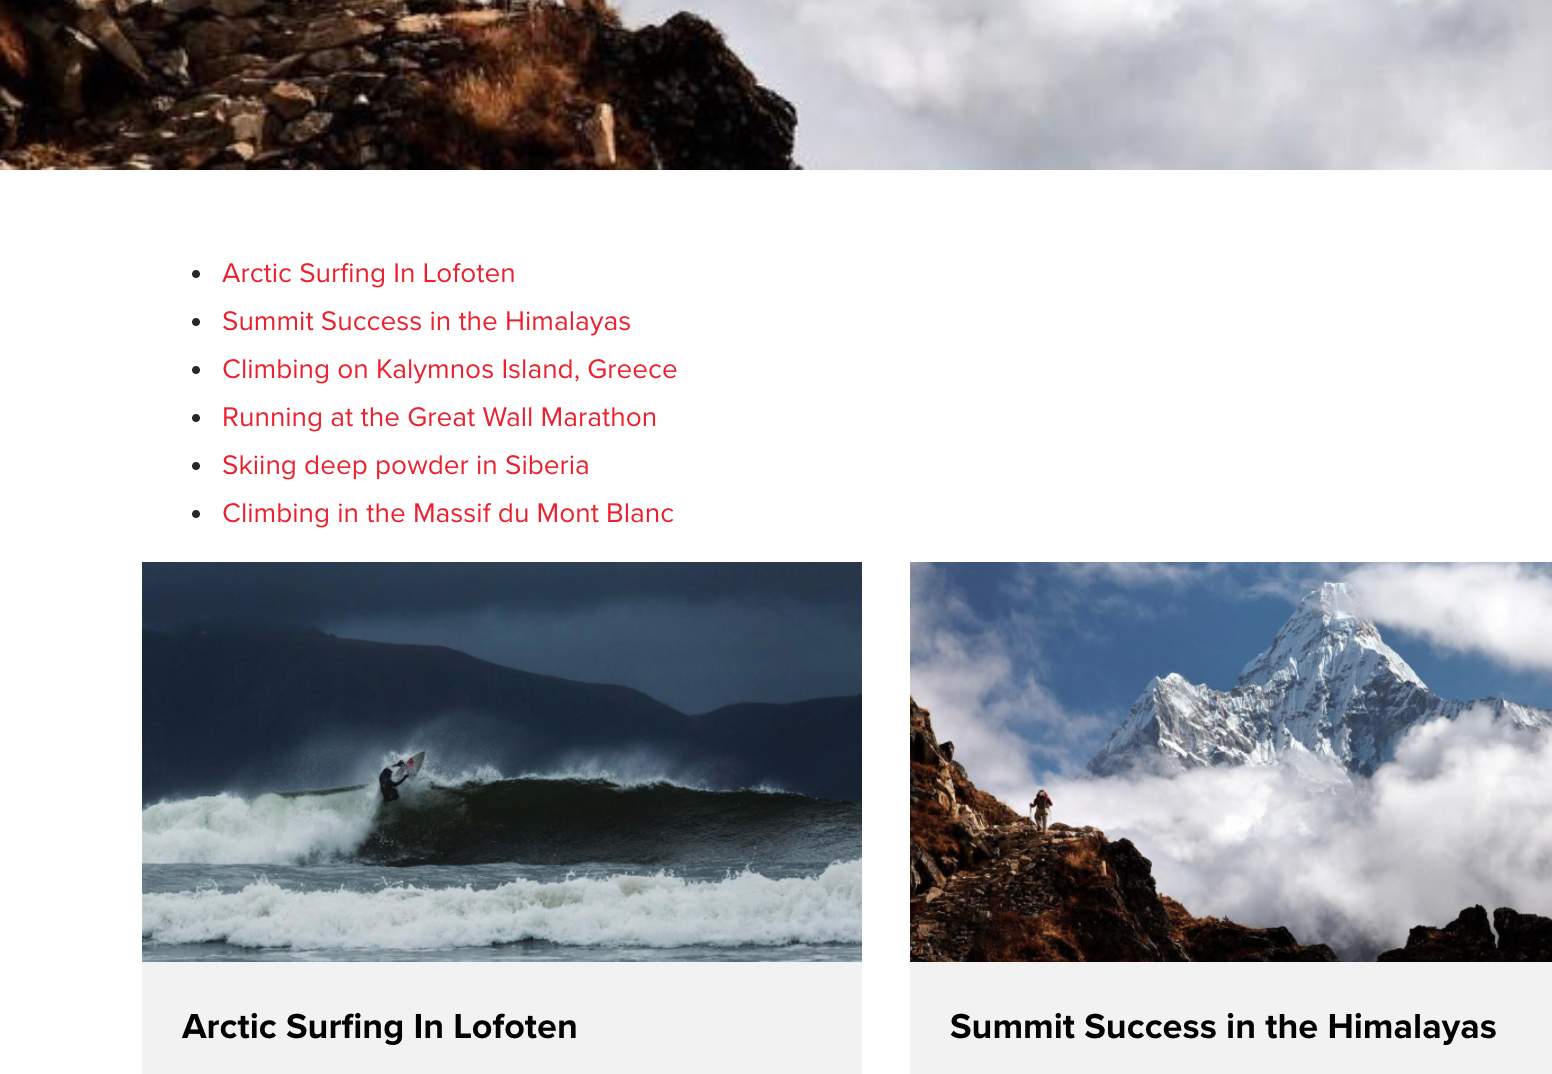 Arctic Surfing In Lofoten
Summit Success in the Himalayas
Climbing on Kalymnos Island, Greece
Running at the Great Wall Marathon
Skiing deep powder in Siberia
Climbing in the Massif du Mont Blanc
Arctic Surfing In Lofoten
Summit Success in the Himalayas